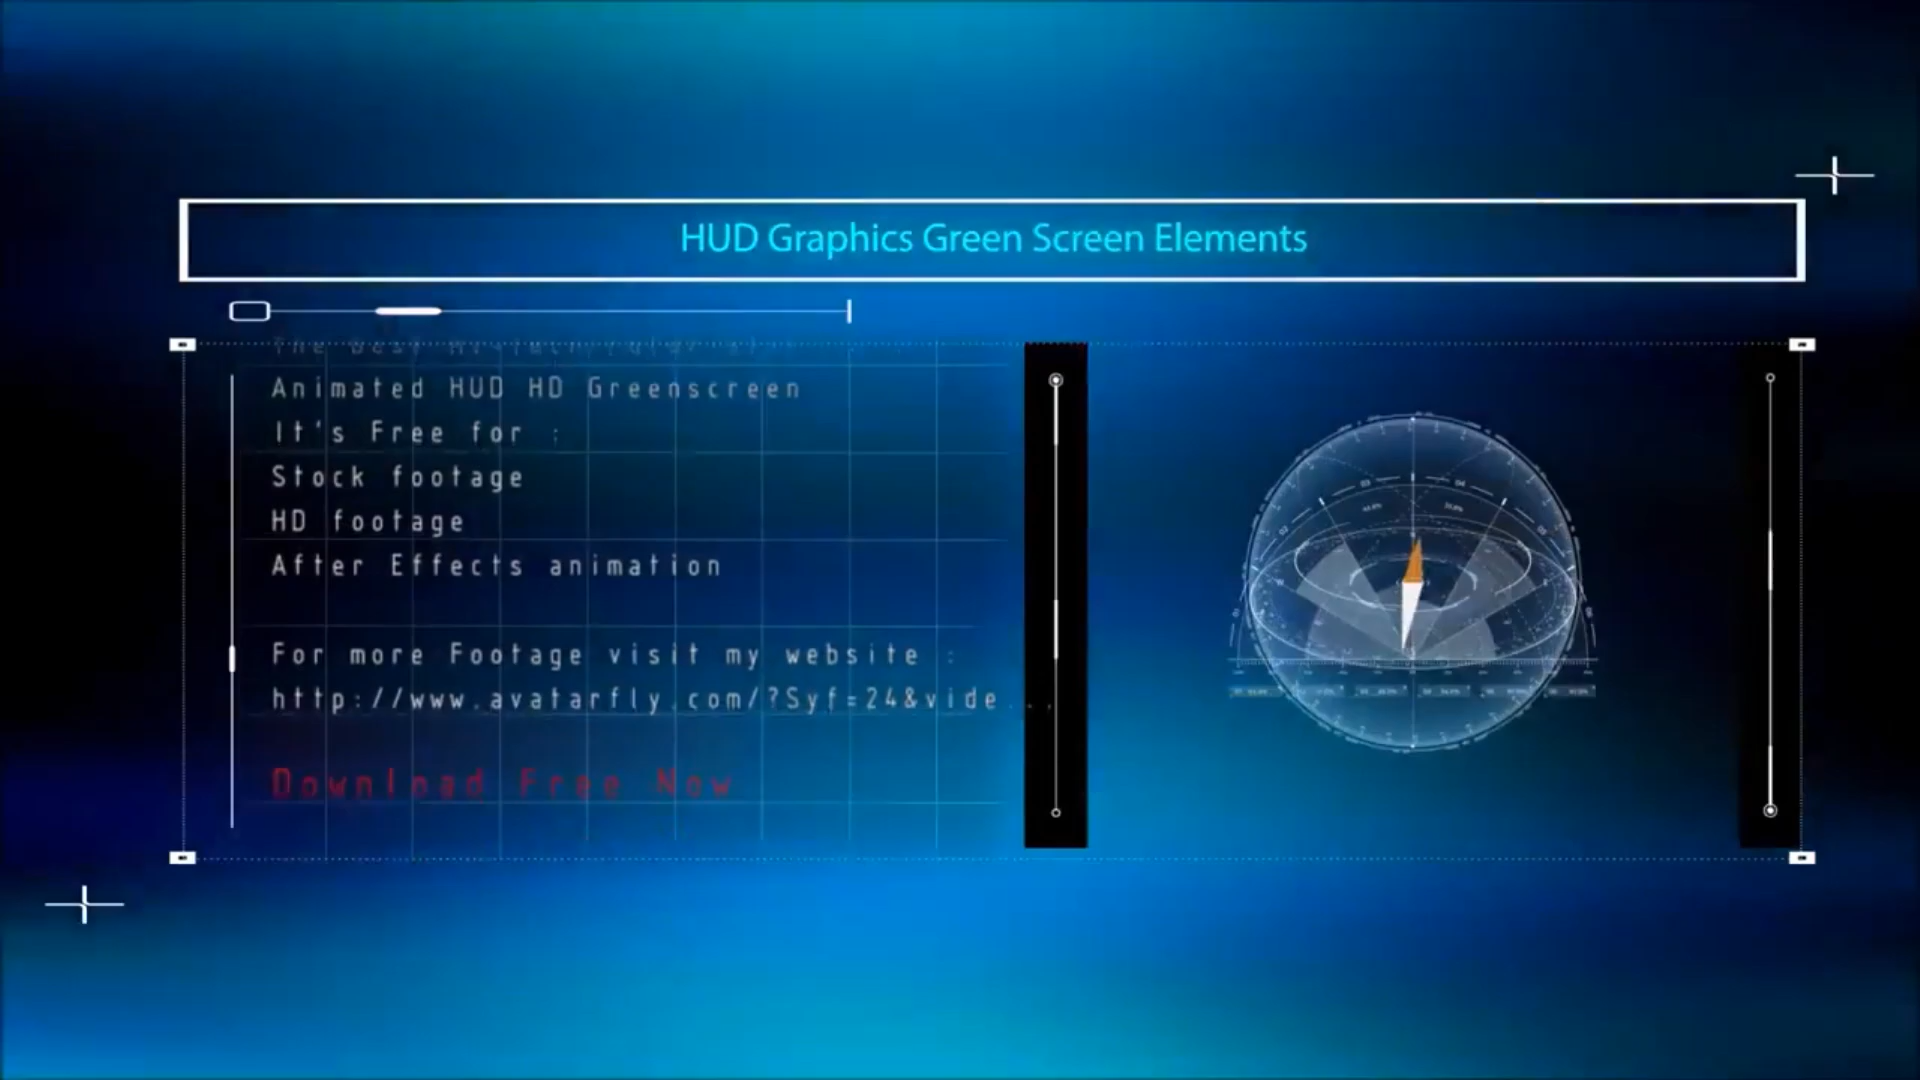 HUD Graphics Green Screen Elements
Animated HUD HD Greenscreen
It's Free for :
Stock footage
HD footage
After Effects animation
For more Footage visit my website :
http://www.avatarfly.com/?Syf=24&vide...
Download Free Now